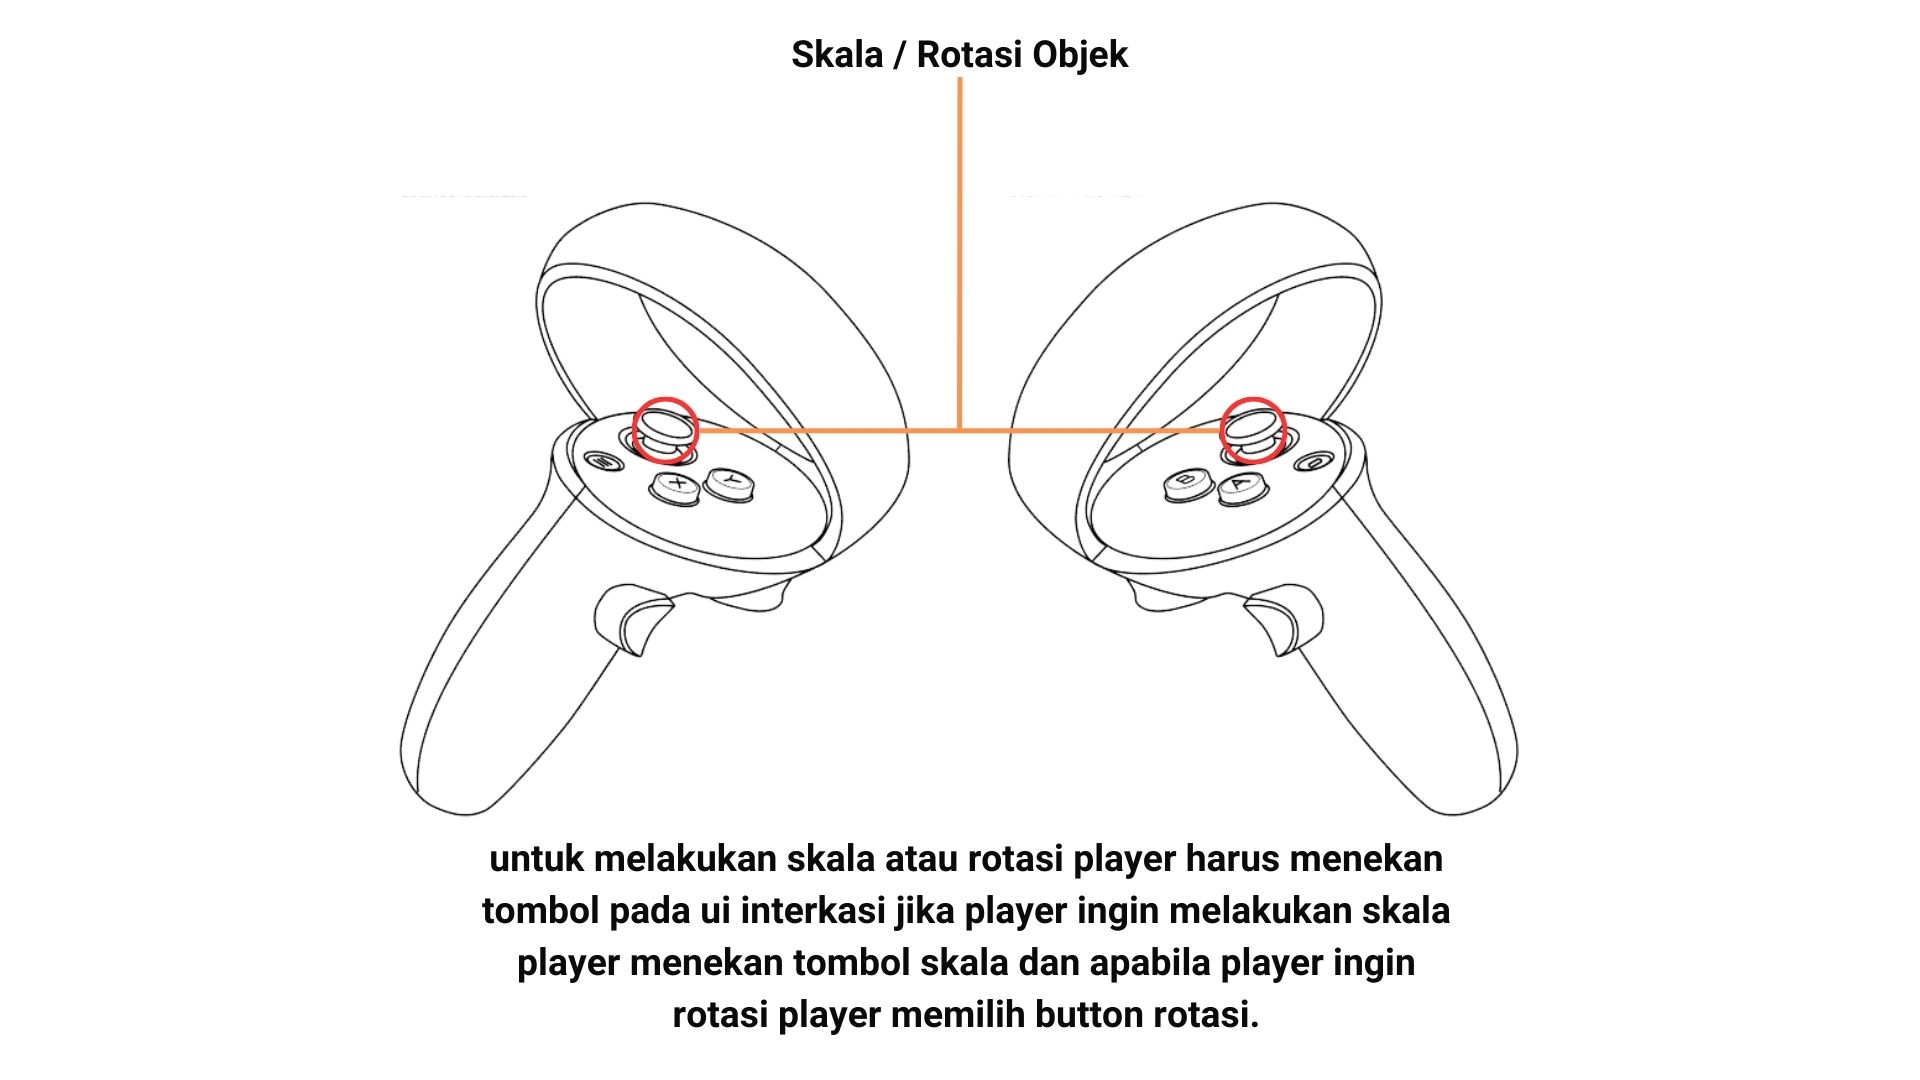 Skala / Rotasi Objek
X
Y
B
A
untuk melakukan skala atau rotasi player harus menekan
tombol pada ui interkasi jika player ingin melakukan skala
player menekan tombol skala dan apabila player ingin
rotasi player memilih button rotasi.